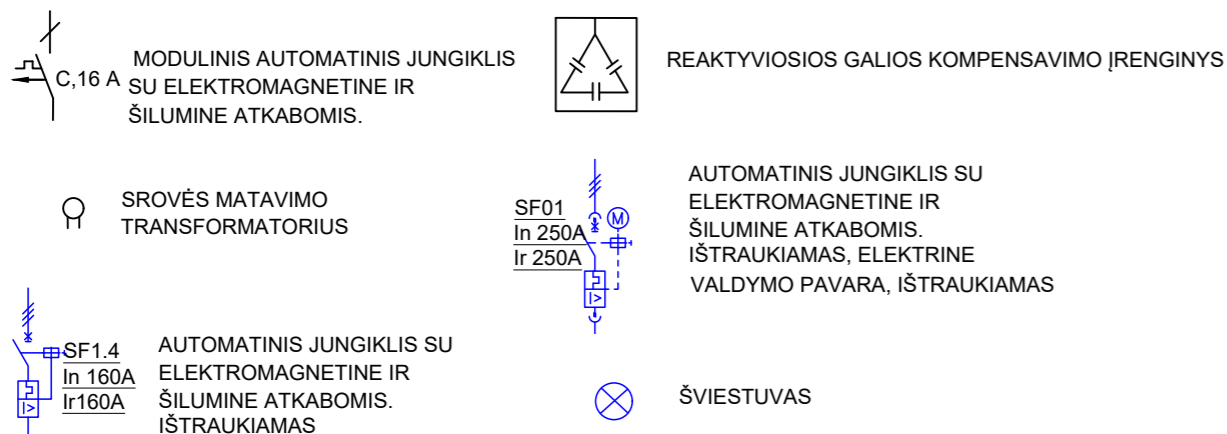 C,16 A
MODULINIS AUTOMATINIS JUNGIKLIS
SU ELEKTROMAGNETINE IR
ŠILUMINE ATKABOMIS.
REAKTYVIOSIOS GALIOS KOMPENSAVIMO ĮRENGINYS
SROVĖS MATAVIMO
TRANSFORMATORIUS
SF01
In 250A
Ir 250A
M
I>
AUTOMATINIS JUNGIKLIS SU
ELEKTROMAGNETINE IR
ŠILUMINE ATKABOMIS.
IŠTRAUKIAMAS, ELEKTRINE
VALDYMO PAVARA, IŠTRAUKIAMAS
SF1.4
In 160A
Ir160A
I>
AUTOMATINIS JUNGIKLIS SU
ELEKTROMAGNETINE IR
ŠILUMINE ATKABOMIS.
IŠTRAUKIAMAS
ŠVIESTUVAS